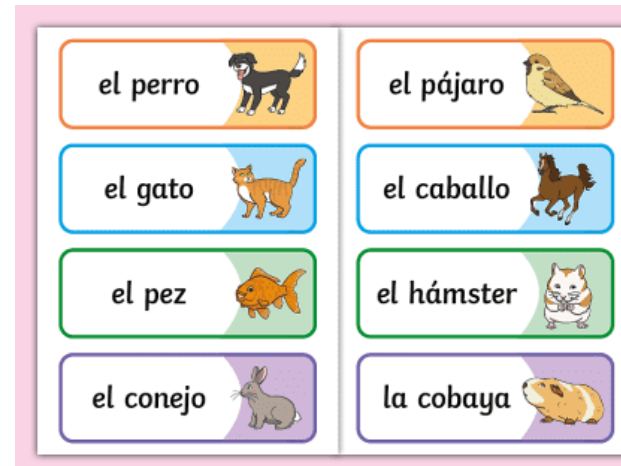 el perro
el gato
el pez
el conejo
el pájaro
el caballo
el hámster
la cobaya